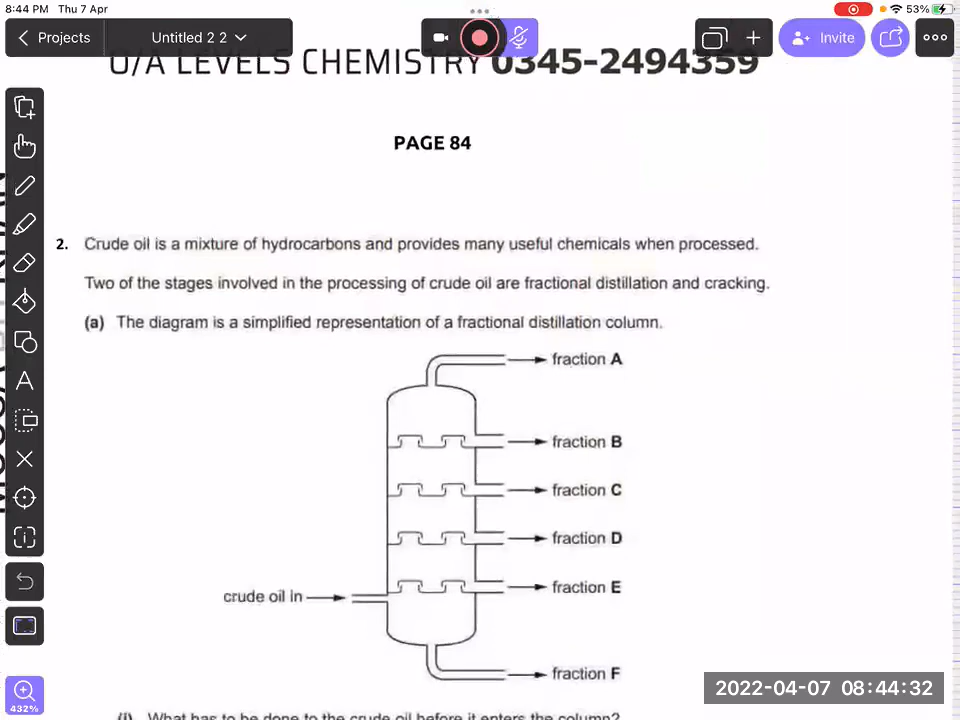 8:44 PM Thu 7 Apr
53%
Projects
Untitled 2 2
Invite
O/A LEVELS CHEMISTRY 0345-2494359
PAGE 84
2. Crude oil is a mixture of hydrocarbons and provides many useful chemicals when processed.
Two of the stages involved in the processing of crude oil are fractional distillation and cracking.
(a) The diagram is a simplified representation of a fractional distillation column.
fraction A
fraction B
fraction C
fraction D
fraction E
crude oil in
fraction F
2022-04-07 08:44:32
432%
(i) What has to be done to the crude oil before it enters the column?